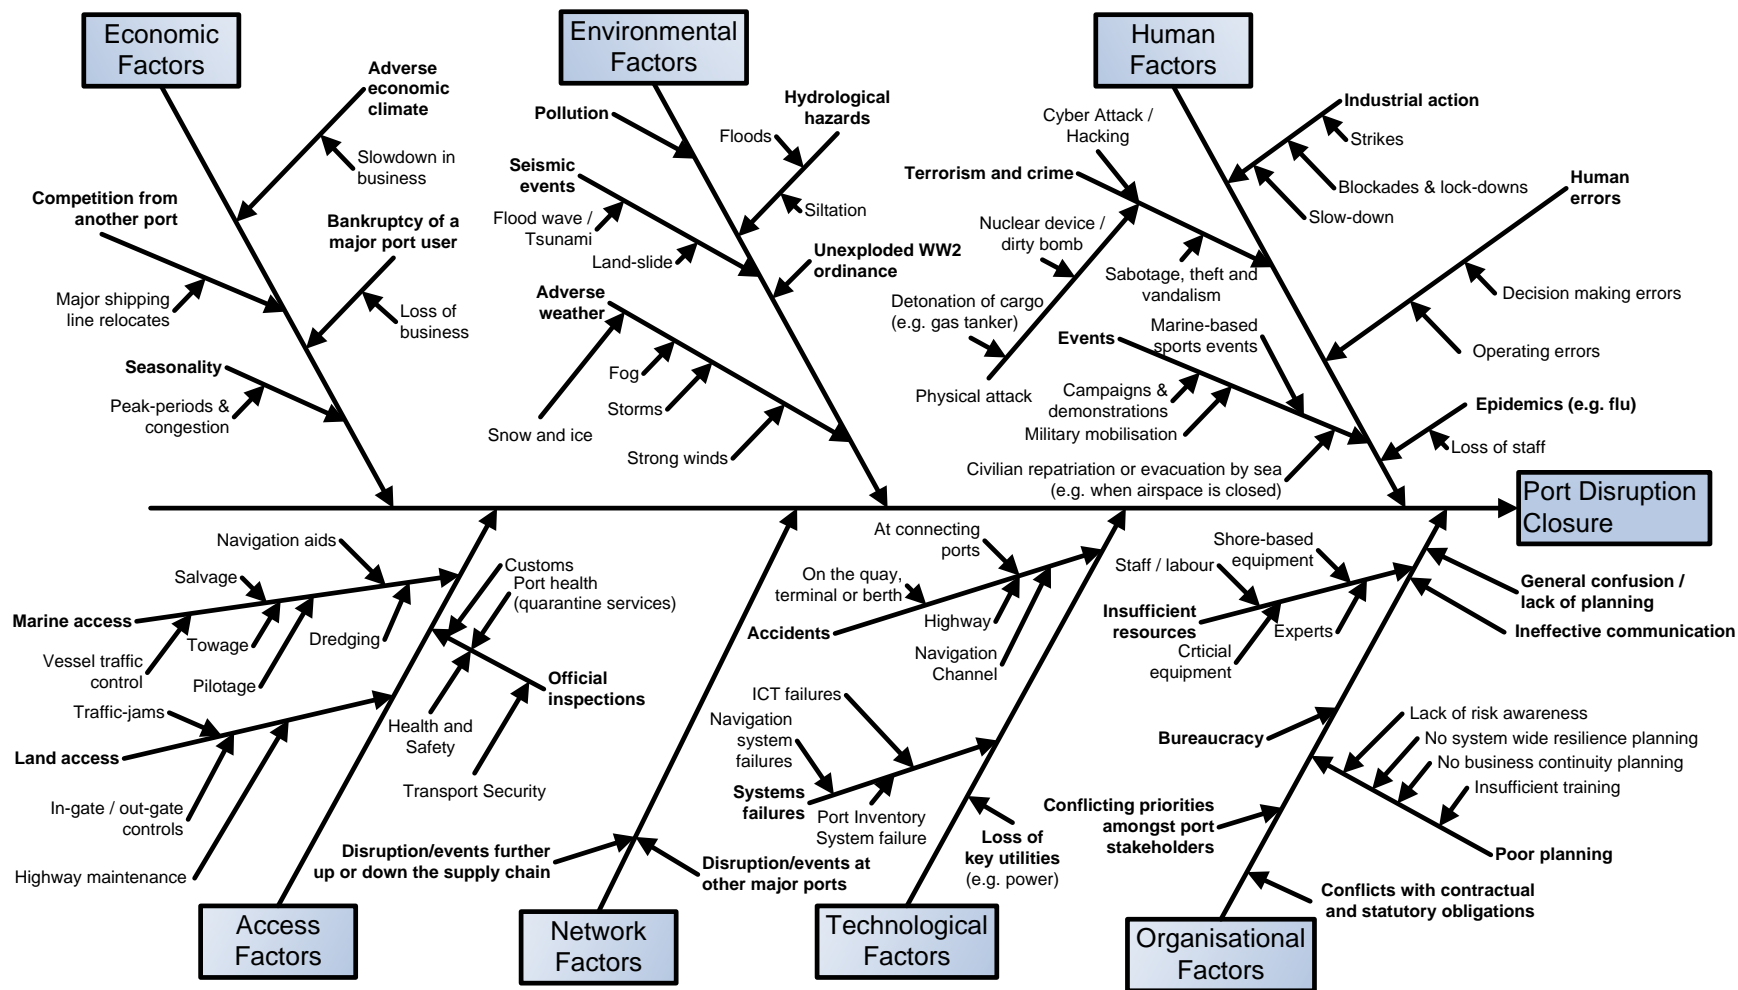 Economic
Factors
Environmental
Factors
Human
Factors
Adverse
economic
climate
Slowdown in
business
Competition from
another port
Bankruptcy of a
major port user
Major shipping
line relocates
Loss of
business
Seasonality
Peak-periods &
congestion
Pollution
Hydrological
hazards
Floods
Seismic
events
Siltation
Flood wave /
Tsunami
Land-slide
Unexploded WW2
ordinance
Adverse
weather
Fog
Storms
Snow and ice
Strong winds
Cyber Attack /
Hacking
Industrial action
Strikes
Terrorism and crime
Blockades & lock-downs
Slow-down
Human
errors
Nuclear device /
dirty bomb
Sabotage, theft and
vandalism
Decision making errors
Detonation of cargo
(e.g. gas tanker)
Marine-based
sports events
Events
Operating errors
Physical attack
Campaigns &
demonstrations
Military mobilisation
Epidemics (e.g. flu)
Loss of staff
Civilian repatriation or evacuation by sea
(e.g. when airspace is closed)
Port Disruption
Closure
Navigation aids
Salvage
Customs
Port health
(quarantine services)
Marine access
Towage
Dredging
Vessel traffic
control
Pilotage
Official
inspections
Traffic-jams
Health and
Safety
Land access
Transport Security
In-gate / out-gate
controls
Highway maintenance
Disruption/events further
up or down the supply chain
Disruption/events at
other major ports
At connecting
ports
On the quay,
terminal or berth
Accidents
Highway
Navigation
Channel
ICT failures
Navigation
system
failures
Systems
failures
Port Inventory
System failure
Loss of
key utilities
(e.g. power)
Shore-based
equipment
Staff / labour
Insufficient
resources
Experts
Crticial
equipment
General confusion /
lack of planning
Ineffective communication
Bureaucracy
Lack of risk awareness
No system wide resilience planning
No business continuity planning
Insufficient training
Conflicting priorities
amongst port
stakeholders
Poor planning
Conflicts with contractual
and statutory obligations
Access
Factors
Network
Factors
Technological
Factors
Organisational
Factors